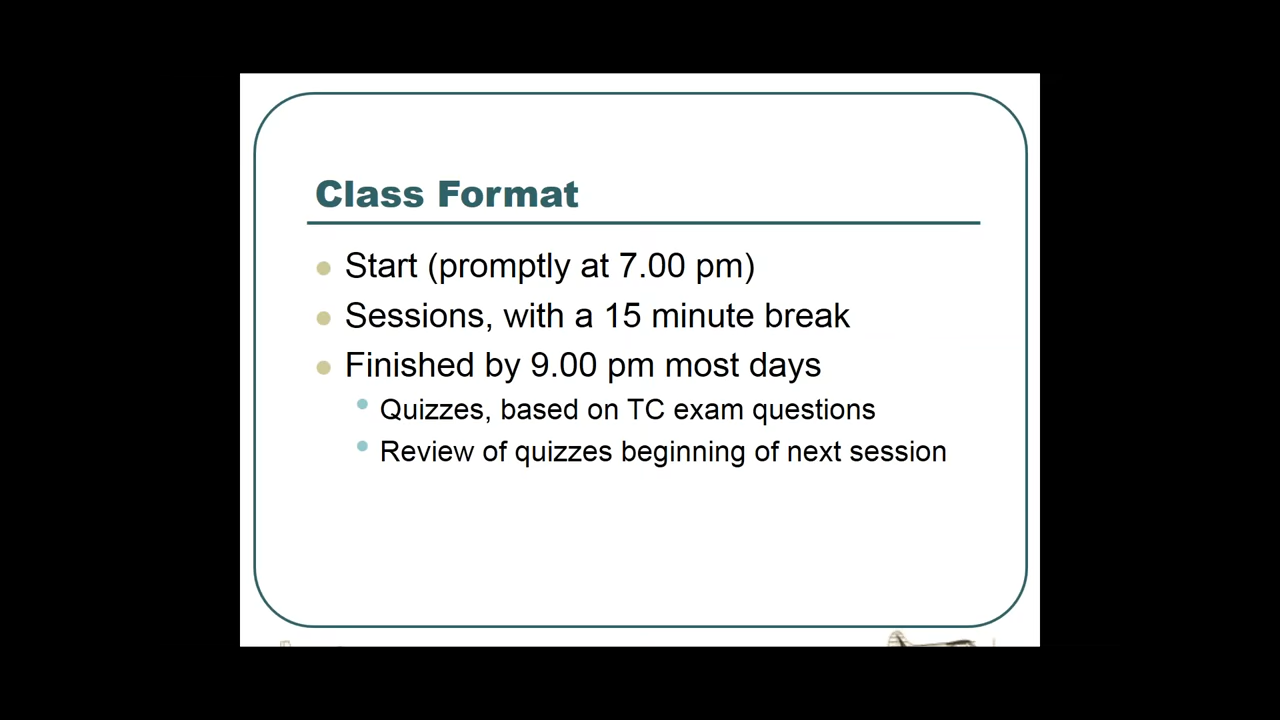 Class Format
Start (promptly at 7.00 pm)
Sessions, with a 15 minute break
Finished by 9.00 pm most days
Quizzes, based on TC exam questions
Review of quizzes beginning of next session